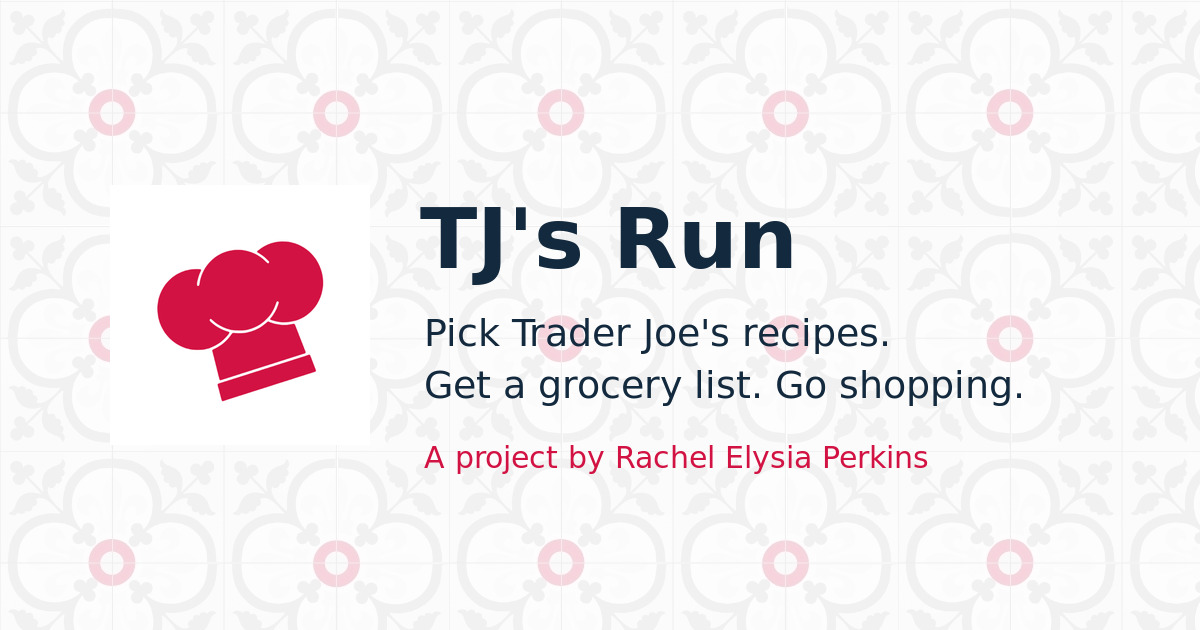 TJ's Run
Pick Trader Joe's recipes.
Get a grocery list. Go shopping.
A project by Rachel Elysia Perkins